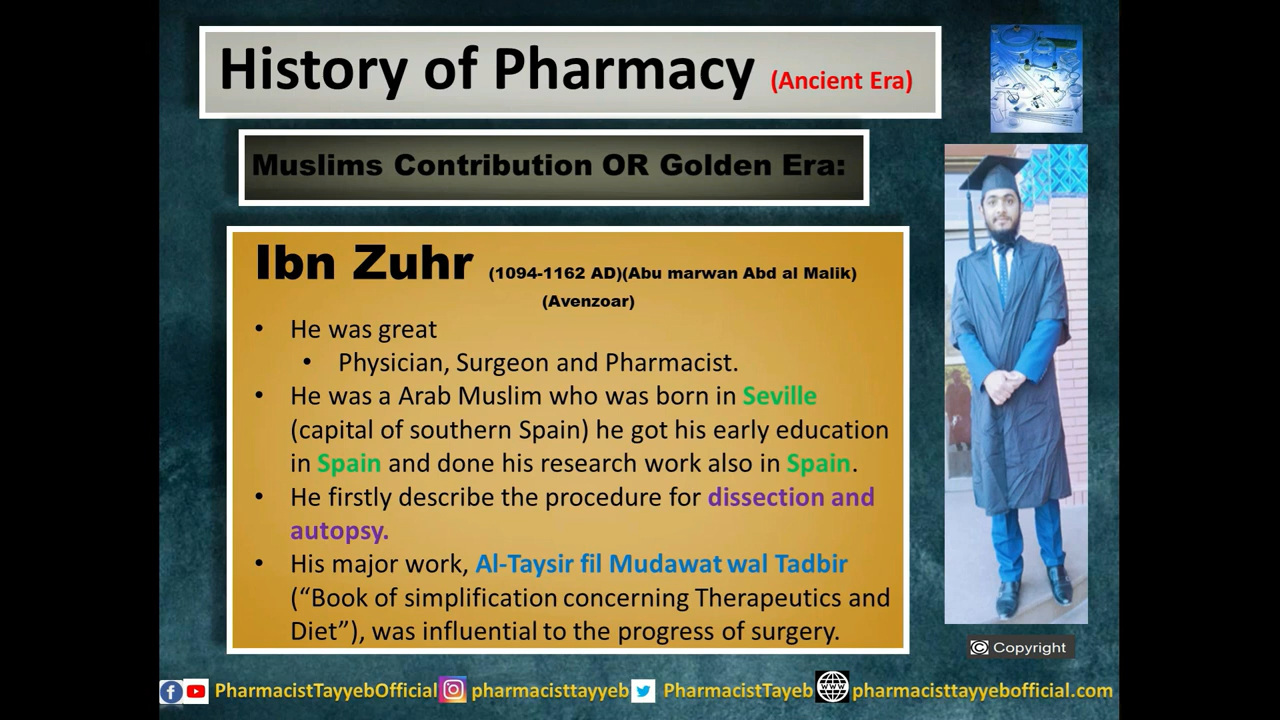 History of Pharmacy (Ancient Era)
Muslims Contribution OR Golden Era:
Ibn Zuhr (1094-1162 AD)(Abu marwan Abd al Malik)
(Avenzoar)
• He was great
• Physician, Surgeon and Pharmacist.
• He was a Arab Muslim who was born in Seville
(capital of southern Spain) he got his early education
in Spain and done his research work also in Spain.
• He firstly describe the procedure for dissection and
autopsy.
• His major work, Al-Taysir fil Mudawat wal Tadbir
(“Book of simplification concerning Therapeutics and
Diet”), was influential to the progress of surgery.
© Copyright
PharmacistTayyebOfficial pharmacisttayyeb PharmacistTayeb WWW pharmacisttayyebofficial.com